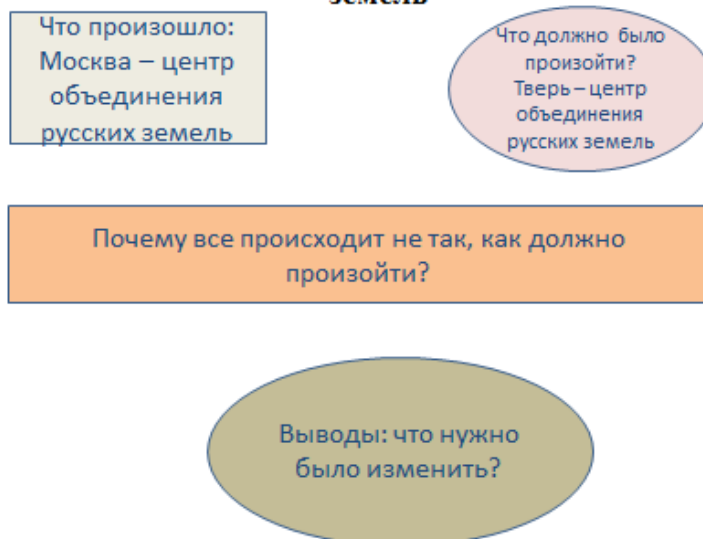 земель
Что произошло:
Москва – центр
объединения
русских земель
Что должно было
произойти?
Тверь – центр
объединения
русских земель
Почему все происходит не так, как должно
произойти?
Выводы: что нужно
было изменить?